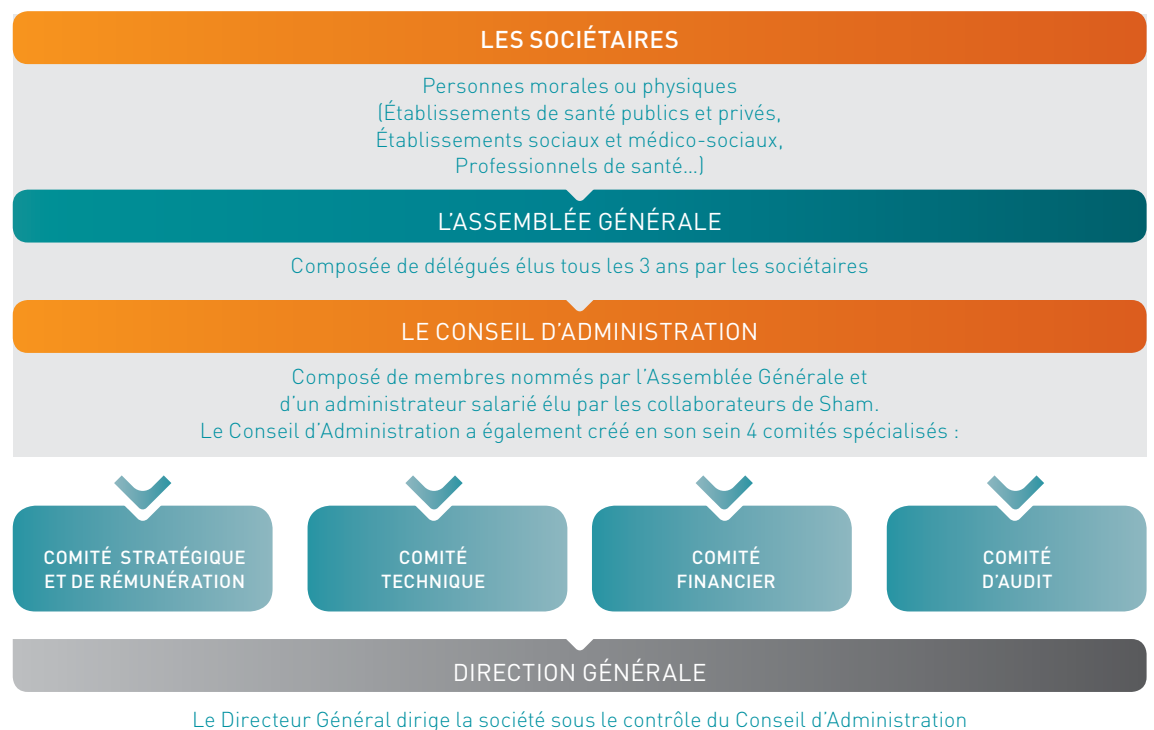 LES SOCIÉTAIRES
Personnes morales ou physiques
(Établissements de santé publics et privés,
Établissements sociaux et médico-sociaux,
Professionnels de santé...)
L'ASSEMBLÉE GÉNÉRALE
Composée de délégués élus tous les 3 ans par les sociétaires
LE CONSEIL D'ADMINISTRATION
Composé de membres nommés par l'Assemblée Générale et
d'un administrateur salarié élu par les collaborateurs de Sham.
Le Conseil d'Administration a également créé en son sein 4 comités spécialisés :
COMITÉ STRATÉGIQUE
ET DE RÉMUNÉRATION
COMITÉ
TECHNIQUE
COMITÉ
FINANCIER
COMITÉ
D'AUDIT
DIRECTION GÉNÉRALE
Le Directeur Général dirige la société sous le contrôle du Conseil d'Administration